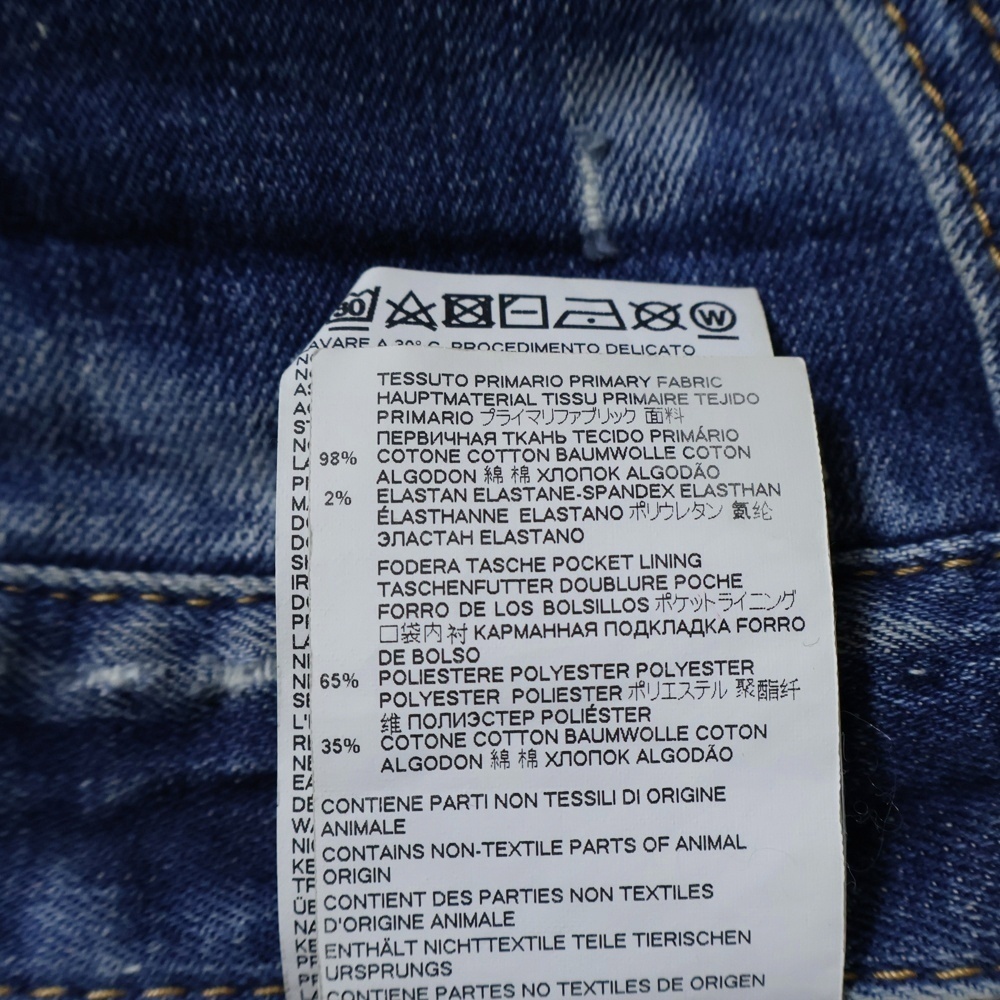 30
W
AVARE A 30° C. PROCEDIMENTO DELICATO
TESSUTO PRIMARIO PRIMARY FABRIC
HAUPTMATERIAL TISSU PRIMAIRE TEJIDO
PRIMARIO プライマリファブリック 面料
ПЕРВИЧНАЯ ТКАНЬ TECIDO PRIMÁRIO
98% COTONE COTTON BAUMWOLLE COTON
ALGODON 綿 棉 ХЛОПОК ALGODÃO
2% ELASTAN ELASTANE-SPANDEX ELASTHAN
ÉLASTHANNE ELASTANO ポリウレタン 氨纶
ЭЛАСТАН ELASTANO
FODERA TASCHE POCKET LINING
TASCHENFUTTER DOUBLURE POCHE
FORRO DE LOS BOLSILLOS ポケットライニング
口袋内衬 КАРМАННАЯ ПОДКЛАДКА FORRO
DE BOLSO
65% POLIESTERE POLYESTER POLYESTER
POLYESTER POLIESTER ポリエステル 聚酯纤
维 ПОЛИЭСТЕР POLIÉSTER
35% COTONE COTTON BAUMWOLLE COTON
ALGODON 綿 棉 ХЛОПОК ALGODÃO
CONTIENE PARTI NON TESSILI DI ORIGINE
ANIMALE
CONTAINS NON-TEXTILE PARTS OF ANIMAL
ORIGIN
CONTIENT DES PARTIES NON TEXTILES
D'ORIGINE ANIMALE
ENTHÄLT NICHTTEXTILE TEILE TIERISCHEN
URSPRUNGS
CONTIENE PARTES NO TEXTILES DE ORIGEN